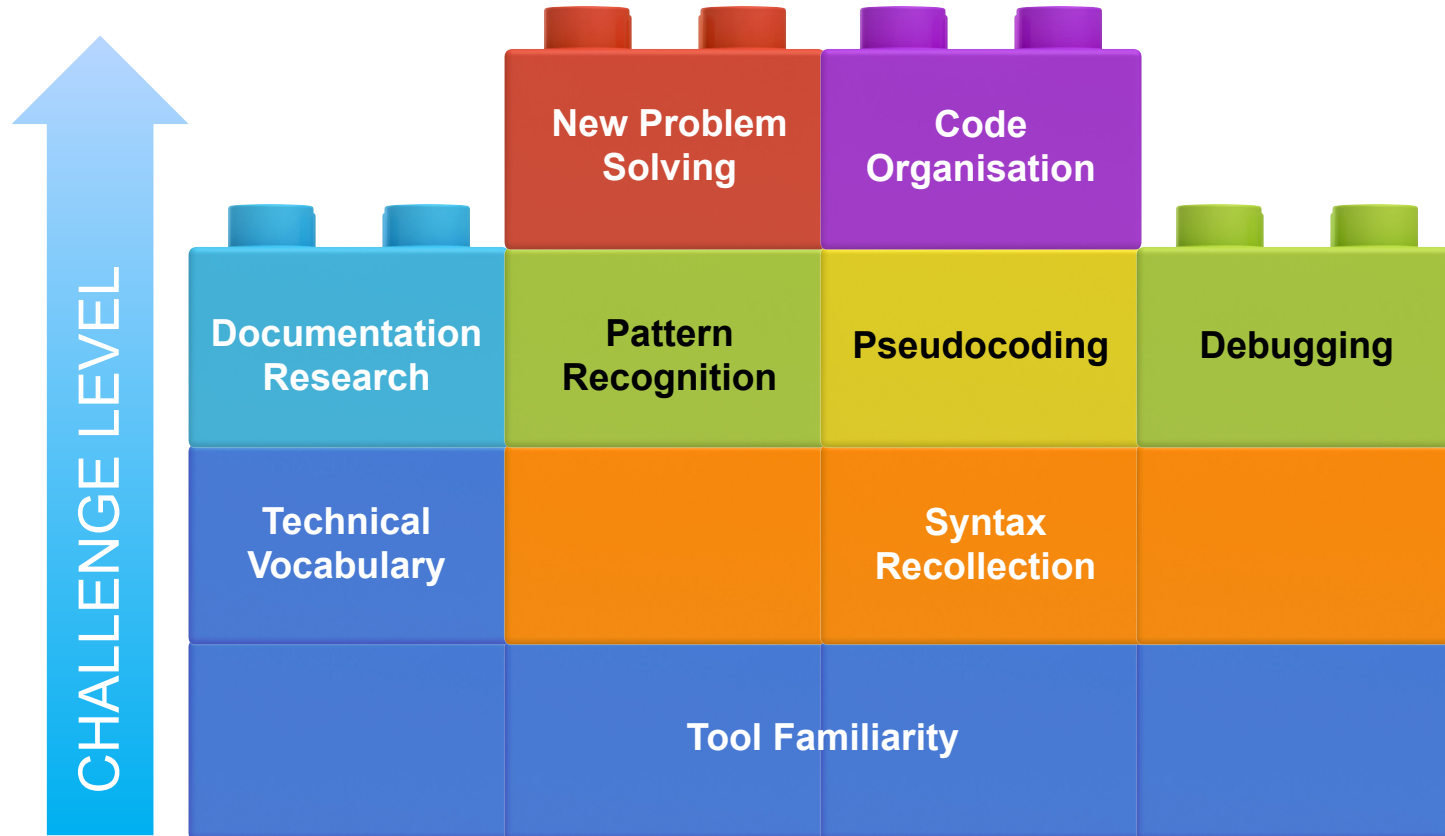 New Problem
Solving
Code
Organisation
Documentation
Research
Pattern
Recognition
Pseudocoding
Debugging
Technical
Vocabulary
Syntax
Recollection
Tool Familiarity
CHALLENGE LEVEL